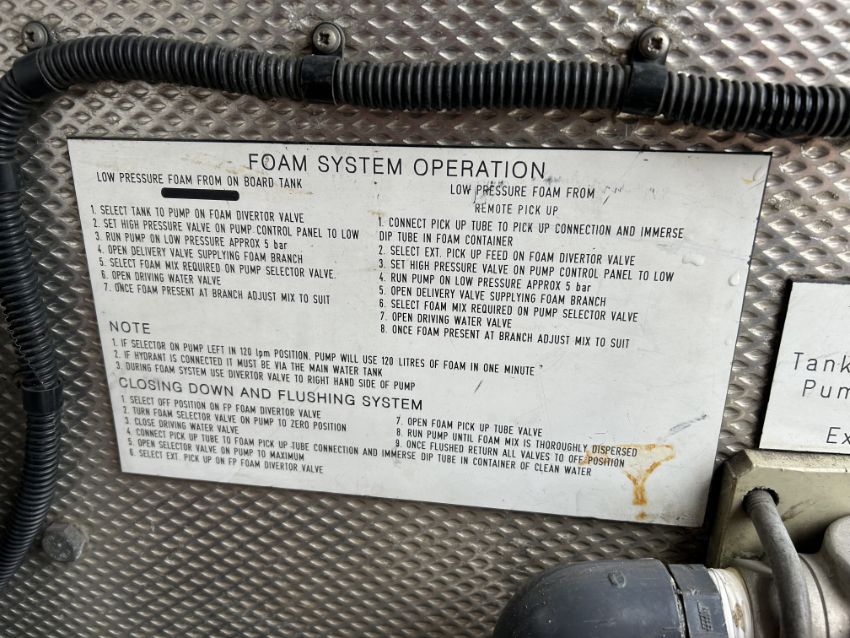 FOAM SYSTEM OPERATION
LOW PRESSURE FOAM FROM ON BOARD TANK
1. SELECT TANK TO PUMP ON FOAM DIVERTOR VALVE
2. SET HIGH PRESSURE VALVE ON PUMP CONTROL PANEL TO LOW
3. RUN PUMP ON LOW PRESSURE APPROX 5 bar
4. OPEN DELIVERY VALVE SUPPLYING FOAM BRANCH
5. SELECT FOAM MIX REQUIRED ON PUMP SELECTOR VALVE
6. OPEN DRIVING WATER VALVE
7. ONCE FOAM PRESENT AT BRANCH ADJUST MIX TO SUIT
LOW PRESSURE FOAM FROM
REMOTE PICK UP
1. CONNECT PICK UP TUBE TO PICK UP CONNECTION AND IMMERSE
DIP TUBE IN FOAM CONTAINER
2. SELECT EXT. PICK UP FEED ON FOAM DIVERTOR VALVE
3. SET HIGH PRESSURE VALVE ON PUMP CONTROL PANEL TO LOW
4. RUN PUMP ON LOW PRESSURE APPROX 5 bar
5. OPEN DELIVERY VALVE SUPPLYING FOAM BRANCH
6. SELECT FOAM MIX REQUIRED ON PUMP SELECTOR VALVE
7. OPEN DRIVING WATER VALVE
8. ONCE FOAM PRESENT AT BRANCH ADJUST MIX TO SUIT
NOTE
1. IF SELECTOR ON PUMP LEFT IN 120 lpm POSITION. PUMP WILL USE 120 LITRES OF FOAM IN ONE MINUTE
2. IF HYDRANT IS CONNECTED IT MUST BE VIA THE MAIN WATER TANK
3. DURING FOAM SYSTEM USE DIVERTOR VALVE TO RIGHT HAND SIDE OF PUMP
CLOSING DOWN AND FLUSHING SYSTEM
1. SELECT OFF POSITION ON FP FOAM DIVERTOR VALVE
2. TURN FOAM SELECTOR VALVE ON PUMP TO ZERO POSITION
3. CLOSE DRIVING WATER VALVE
4. CONNECT PICK UP TUBE TO FOAM PICK UP TUBE CONNECTION AND IMMERSE DIP TUBE IN CONTAINER OF CLEAN WATER
5. OPEN SELECTOR VALVE ON PUMP TO MAXIMUM
6. SELECT EXT. PICK UP ON FP FOAM DIVERTOR VALVE
7. OPEN FOAM PICK UP TUBE VALVE
8. RUN PUMP UNTIL FOAM MIX IS THOROUGHLY DISPERSED
9. ONCE FLUSHED RETURN ALL VALVES TO OFF POSITION
Tank
Pum
Ex